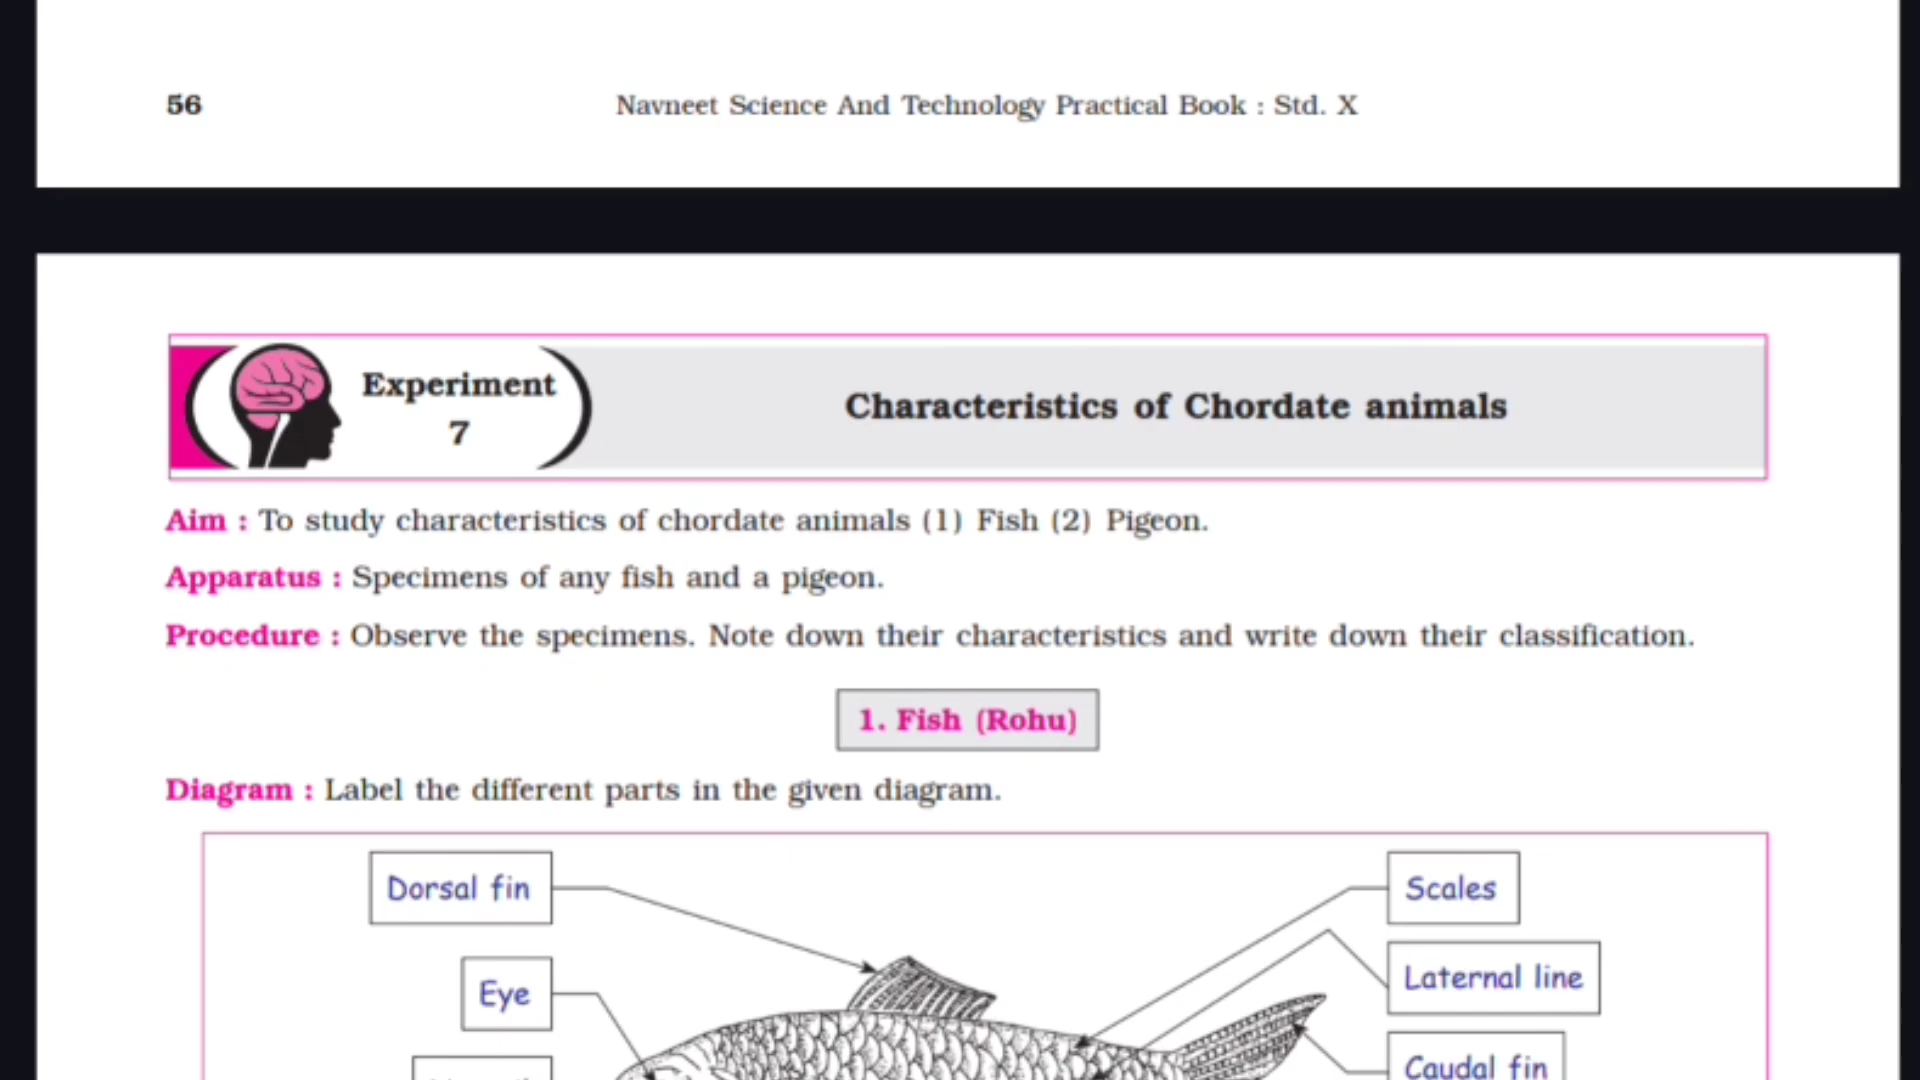 56
Navneet Science And Technology Practical Book : Std. X
Experiment
7
Characteristics of Chordate animals
Aim : To study characteristics of chordate animals (1) Fish (2) Pigeon.
Apparatus : Specimens of any fish and a pigeon.
Procedure : Observe the specimens. Note down their characteristics and write down their classification.
1. Fish (Rohu)
Diagram : Label the different parts in the given diagram.
Dorsal fin
Scales
Laternal line
Eye
Caudal fin